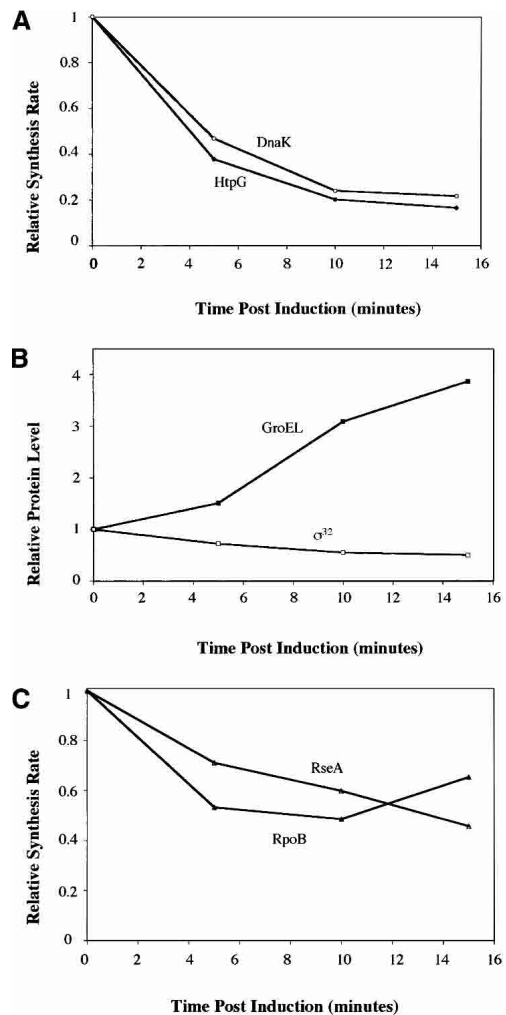 A
Relative Synthesis Rate
1
0.8
0.6
0.4
0.2
0
DnaK
HtpG
0 2 4 6 8 10 12 14 16
Time Post Induction (minutes)
B
Relative Protein Level
4
3
2
1
0
GroEL
σ³²
0 2 4 6 8 10 12 14 16
Time Post Induction (minutes)
C
Relative Synthesis Rate
1
0.8
0.6
0.4
0.2
0
RseA
RpoB
0 2 4 6 8 10 12 14 16
Time Post Induction (minutes)